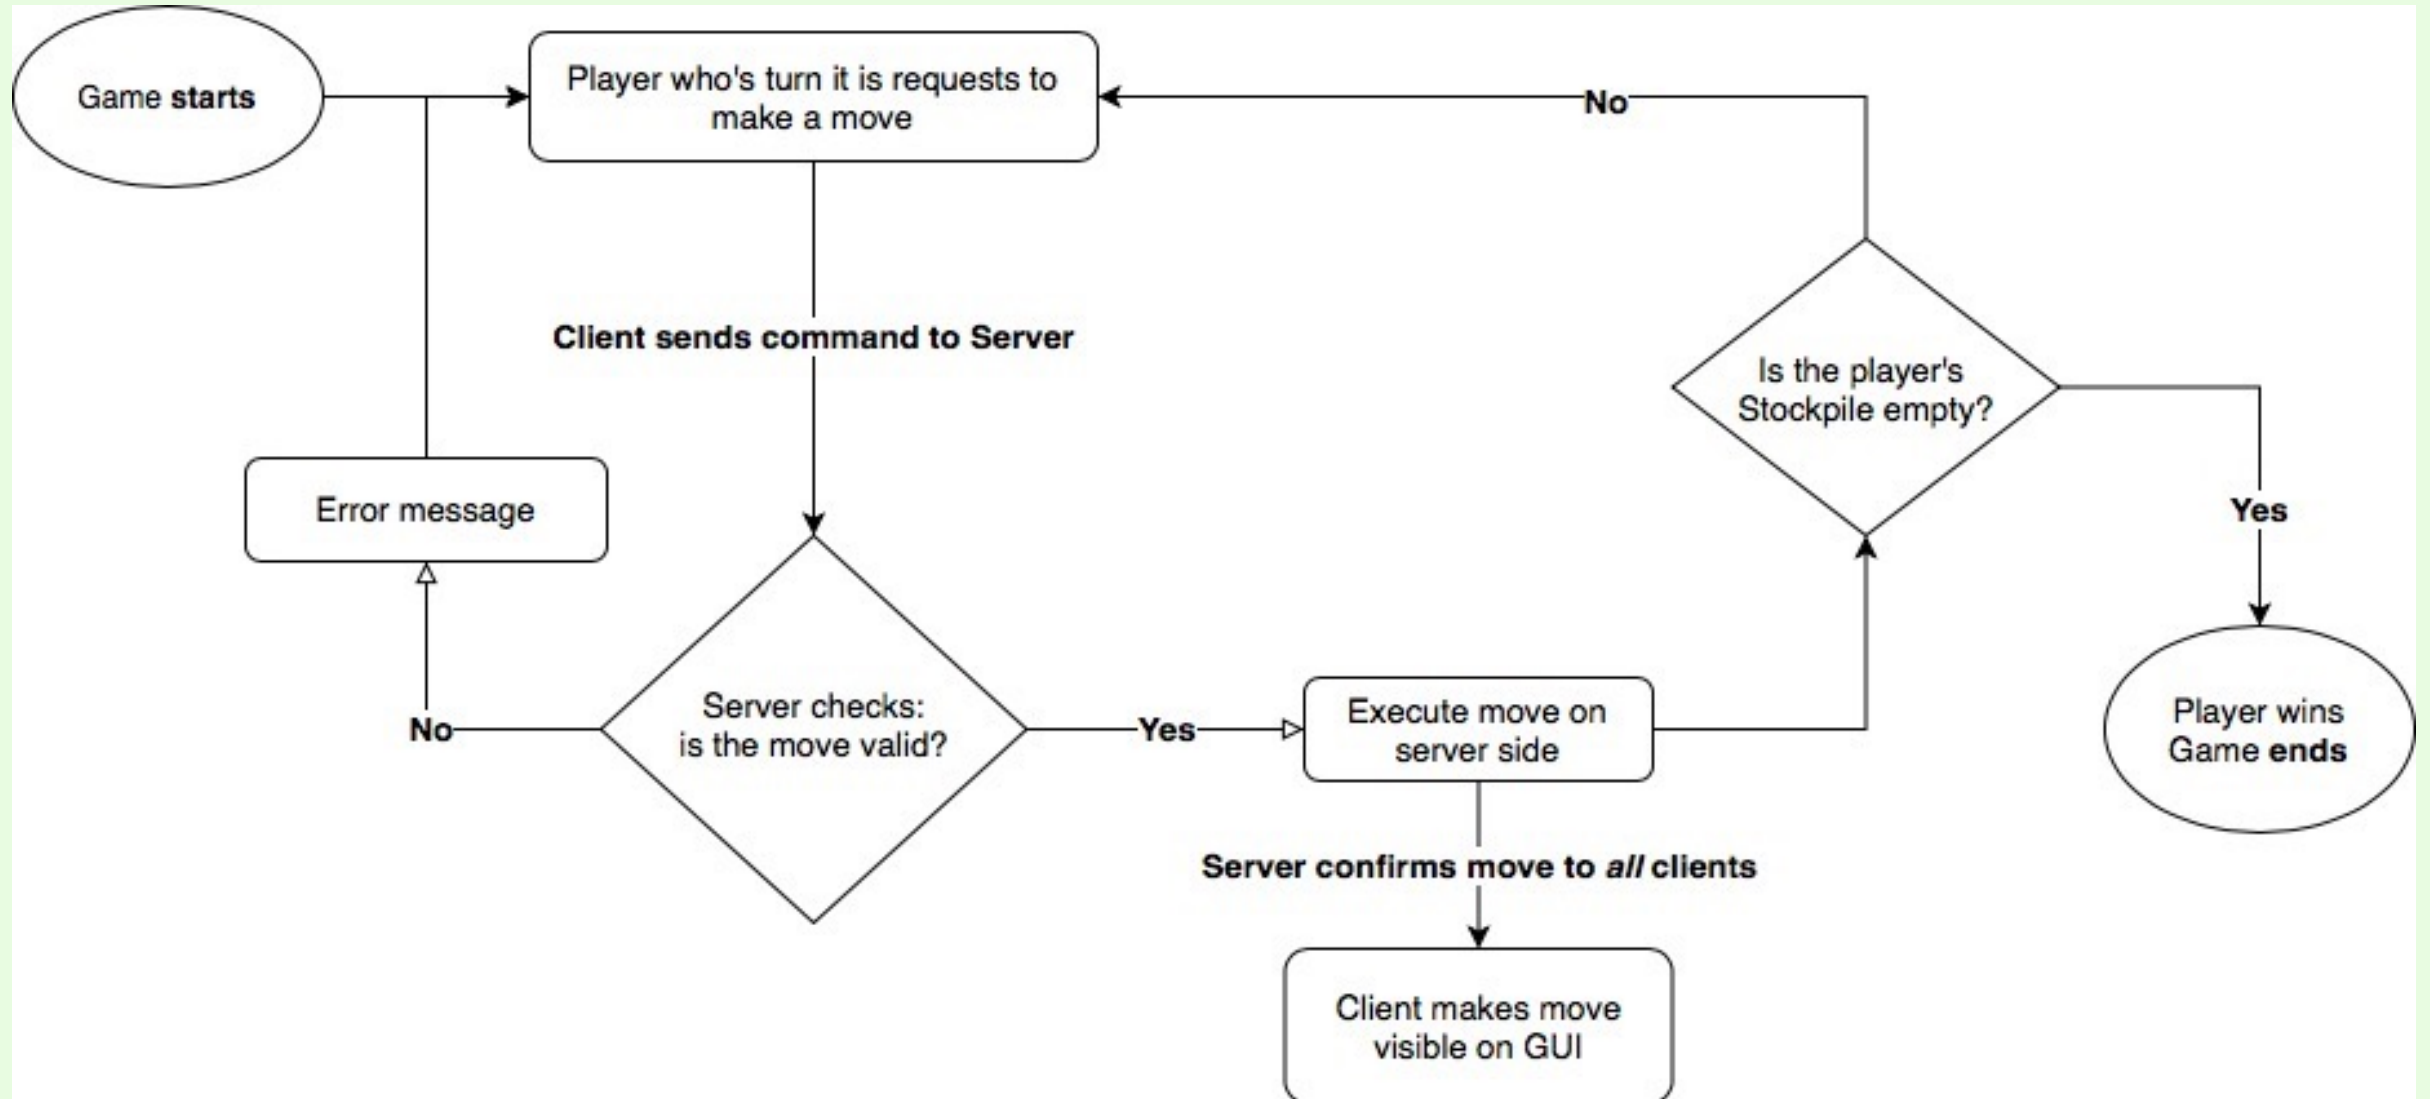 Game starts
Player who's turn it is requests to
make a move
No
Client sends command to Server
Is the player's
Stockpile empty?
Error message
Yes
Server checks:
is the move valid?
No
Yes
Execute move on
server side
Player wins
Game ends
Server confirms move to all clients
Client makes move
visible on GUI